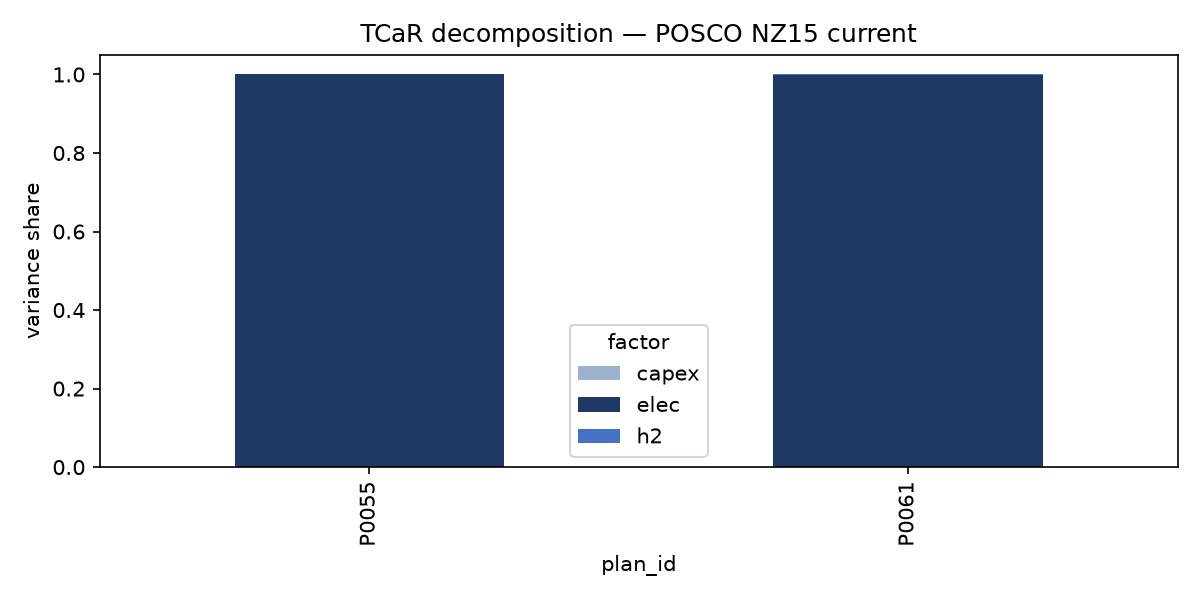 TCaR decomposition — POSCO NZ15 current
variance share
1.0
0.8
0.6
0.4
0.2
0.0
factor
capex
elec
h2
P0055
P0061
plan_id